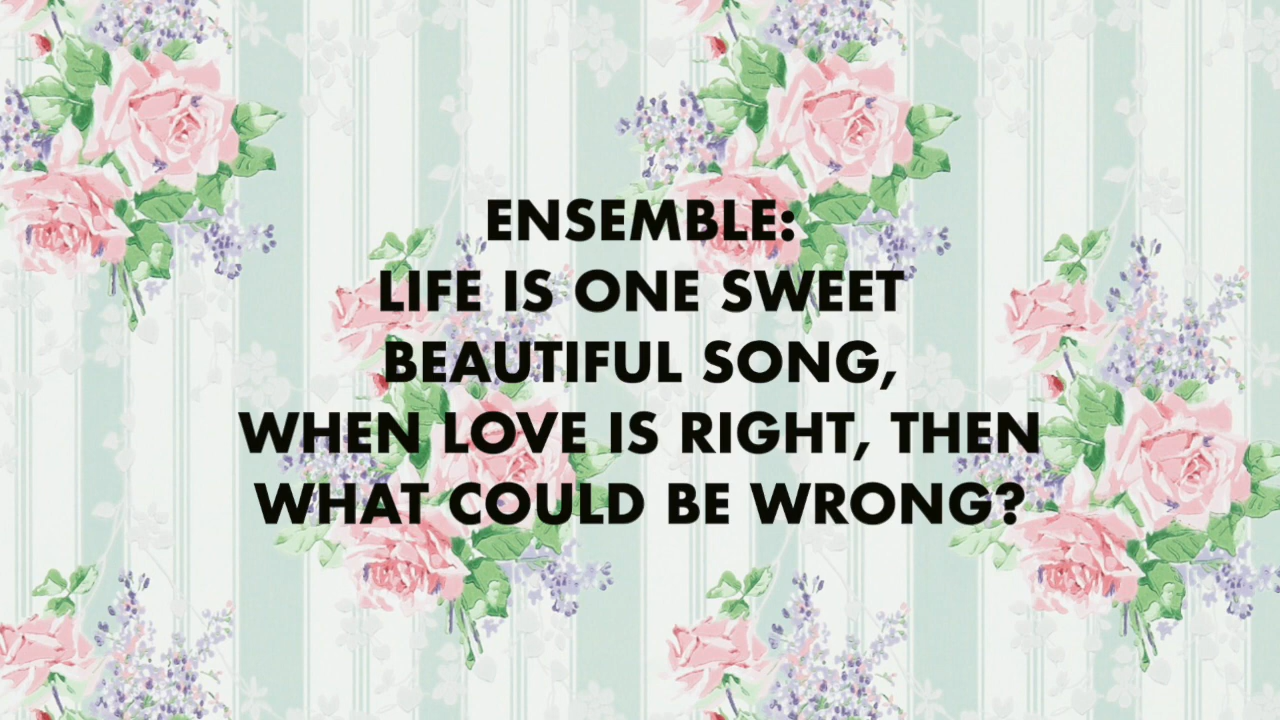 ENSEMBLE:
LIFE IS ONE SWEET
BEAUTIFUL SONG,
WHEN LOVE IS RIGHT, THEN
WHAT COULD BE WRONG?